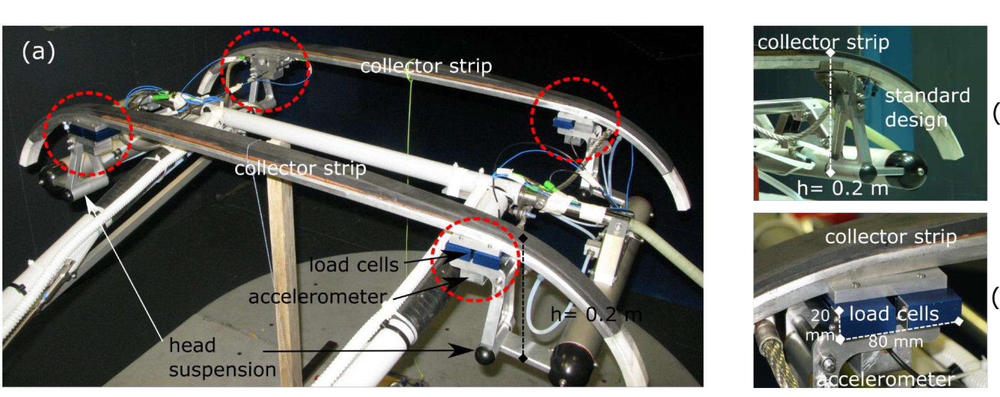 (a)
collector strip
collector strip
load cells
accelerometer
h= 0.2 m
head
suspension
collector strip
standard
design
h= 0.2 m
(
collector strip
20
mm
load cells
80 mm
accelerometer
(